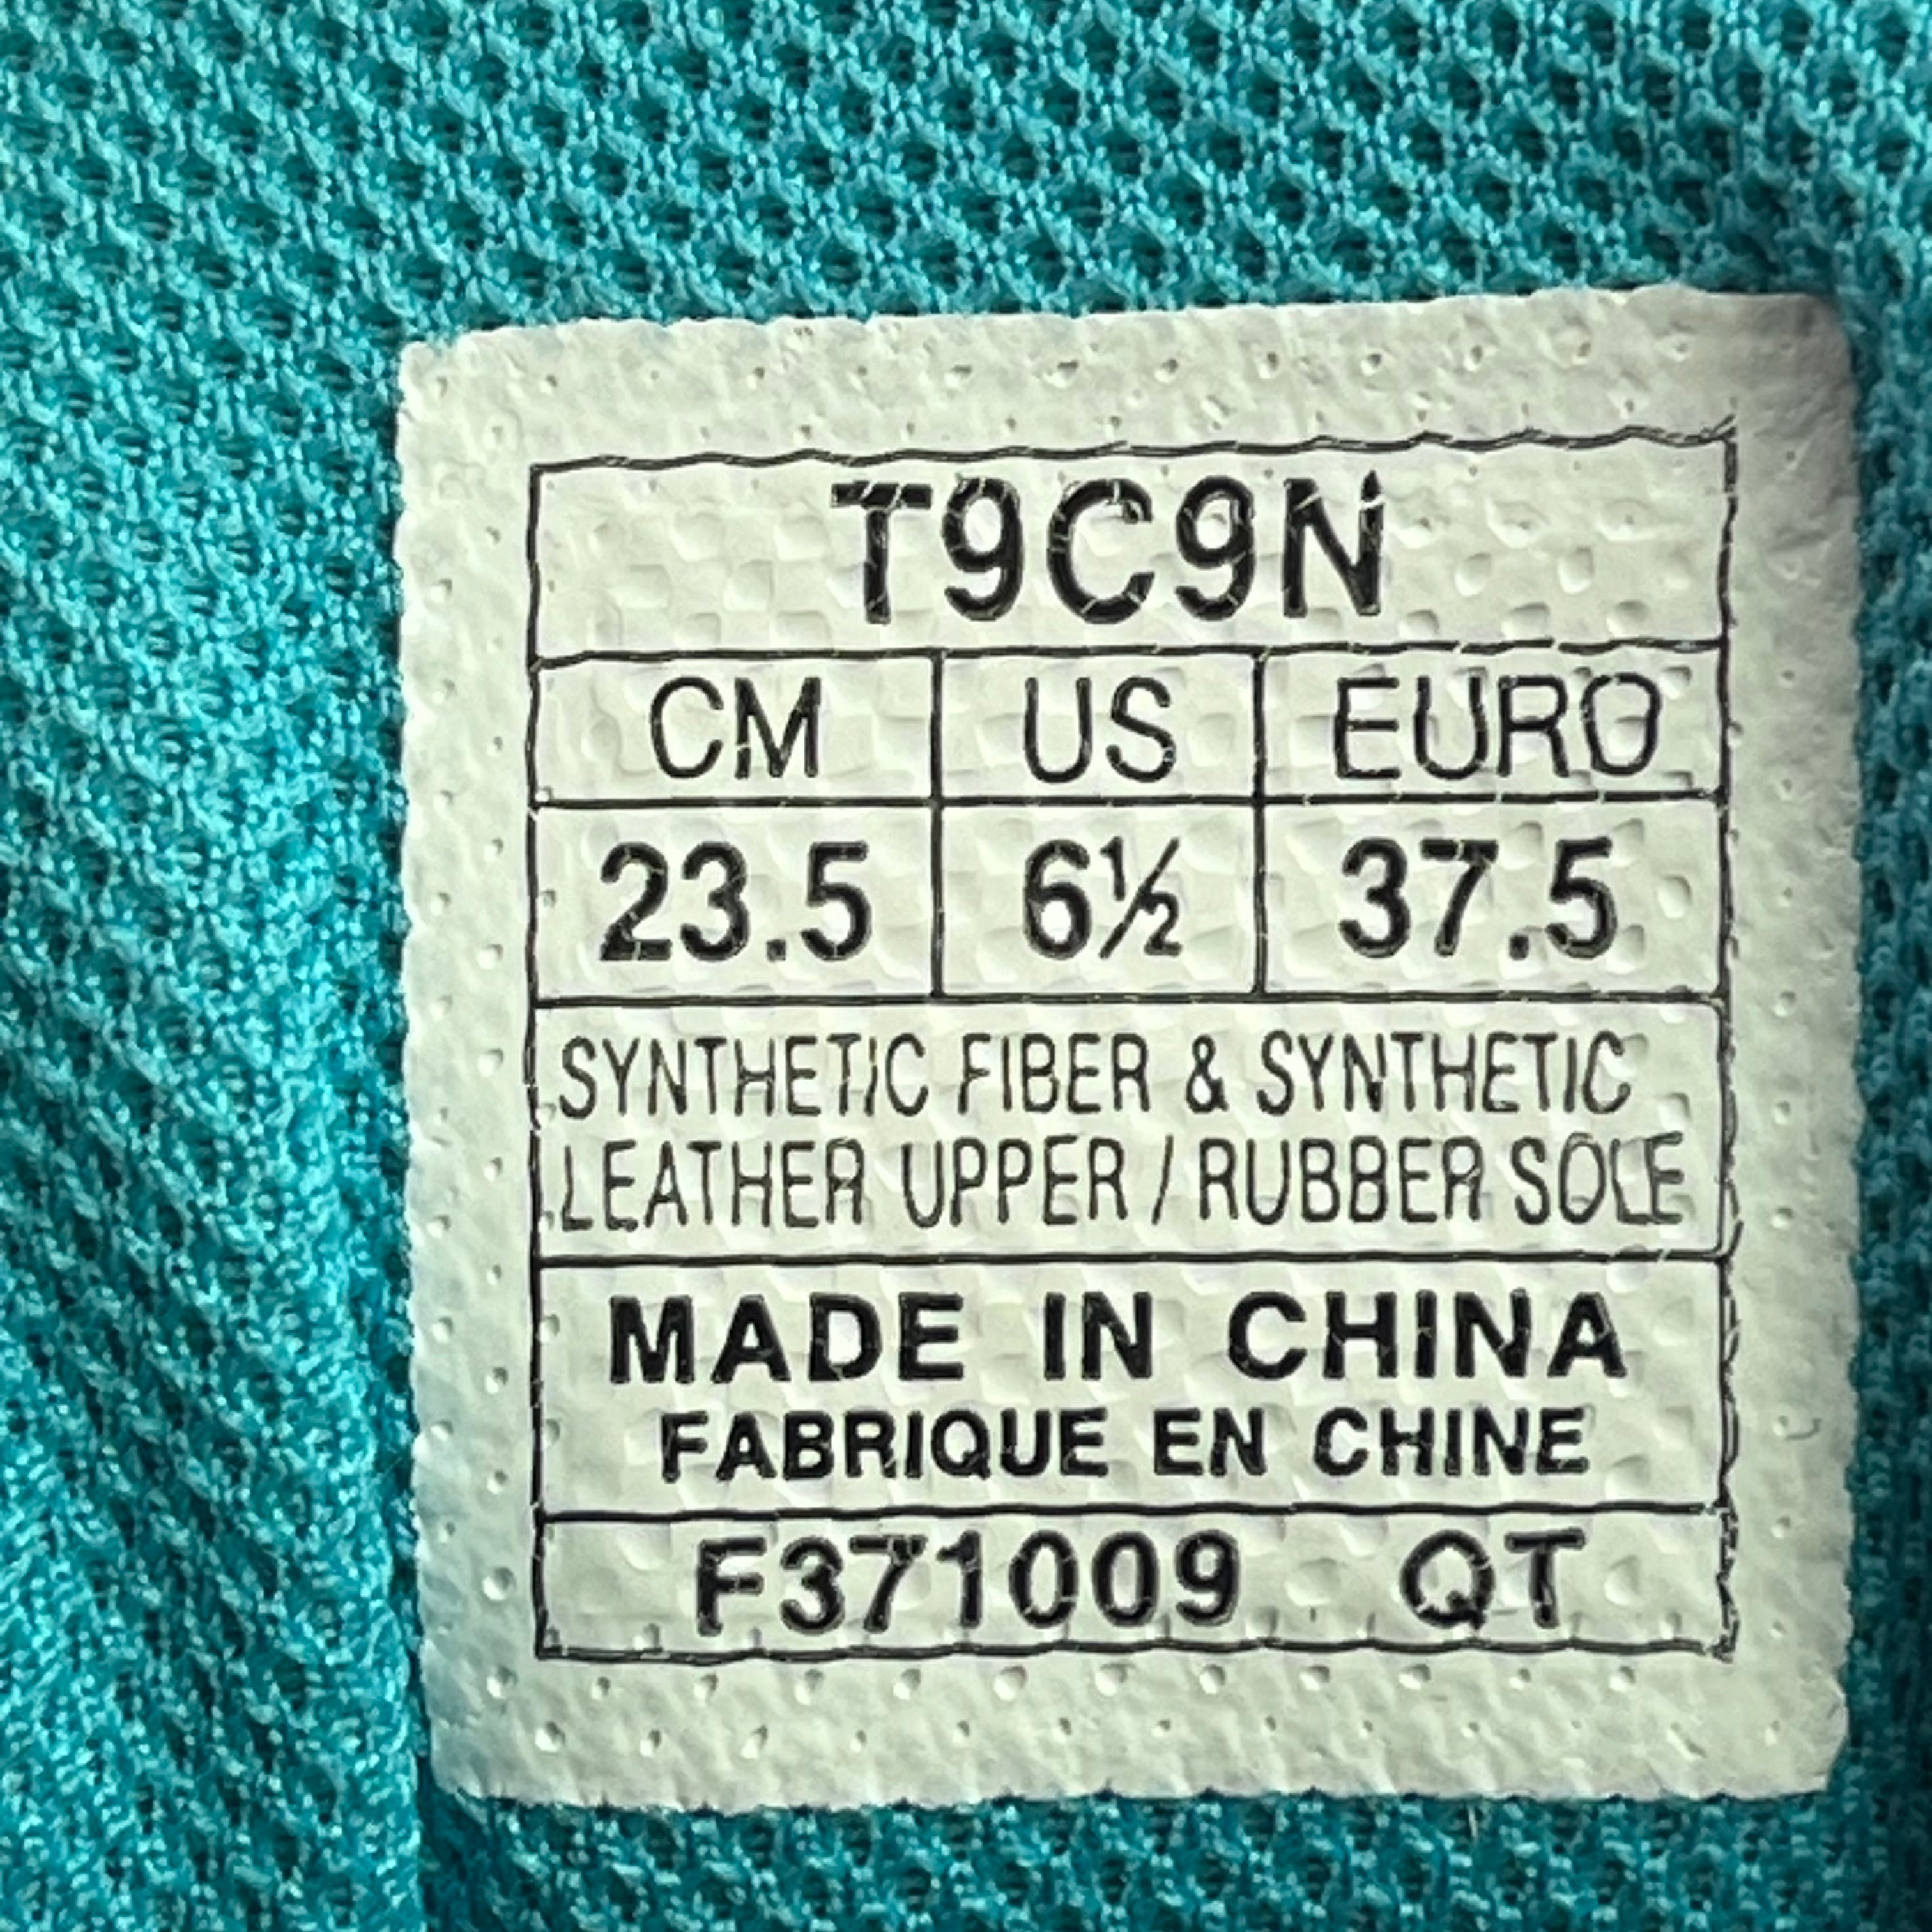 T9C9N
CM US EURO
23.5 6½ 37.5
SYNTHETIC FIBER & SYNTHETIC
LEATHER UPPER / RUBBER SOLE
MADE IN CHINA
FABRIQUE EN CHINE
F371009 QT